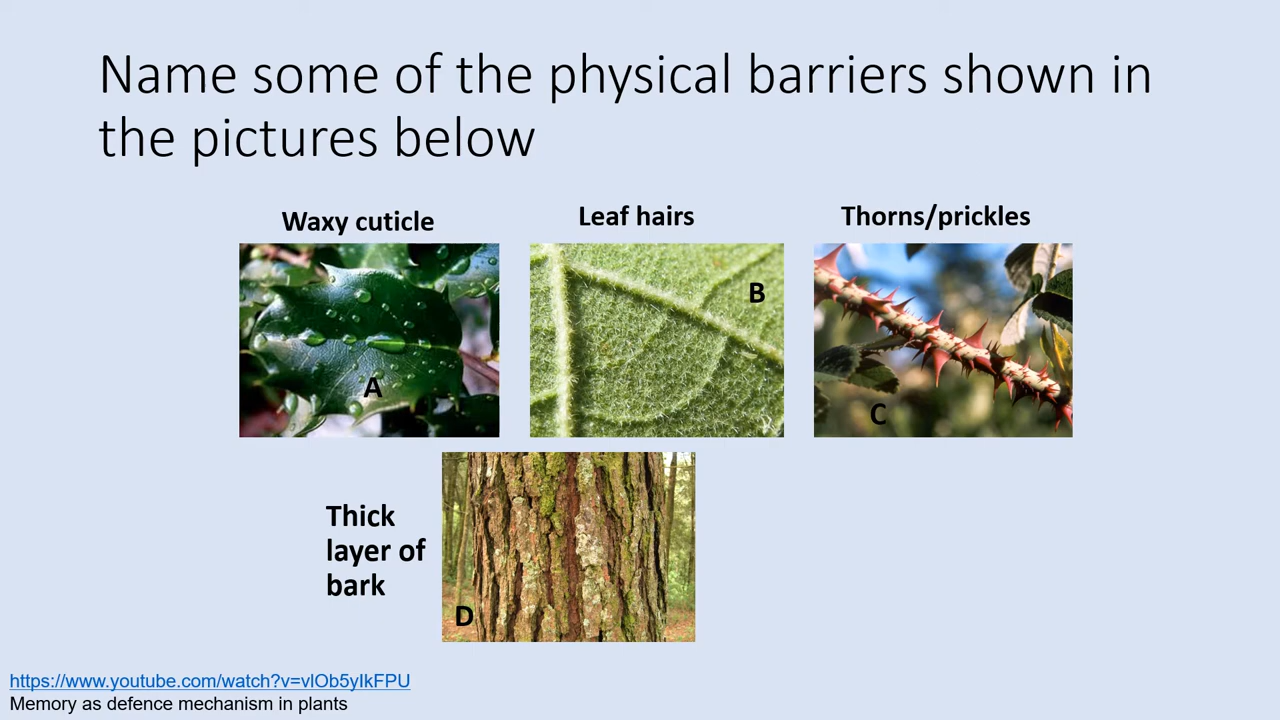 Name some of the physical barriers shown in
the pictures below
Waxy cuticle
Leaf hairs
Thorns/prickles
A
B
C
Thick
layer of
bark
D
https://www.youtube.com/watch?v=vlOb5yIkFPU
Memory as defence mechanism in plants